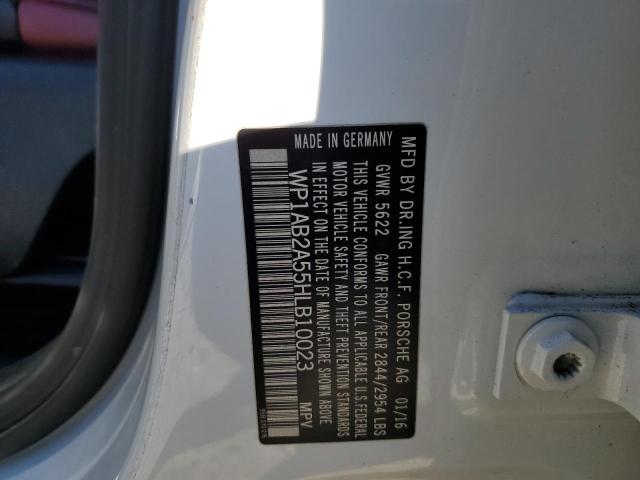 MFD BY DR.ING H.C.F. PORSCHE AG 01/16
GVWR 5622 GAWR FRONT/REAR 2844/2954 LBS
THIS VEHICLE CONFORMS TO ALL APPLICABLE U.S.FEDERAL
MOTOR VEHICLE SAFETY AND THEFT PREVENTION STANDARDS
IN EFFECT ON THE DATE OF MANUFACTURE SHOWN ABOVE
WP1AB2A55HLB10023 MPV
MADE IN GERMANY